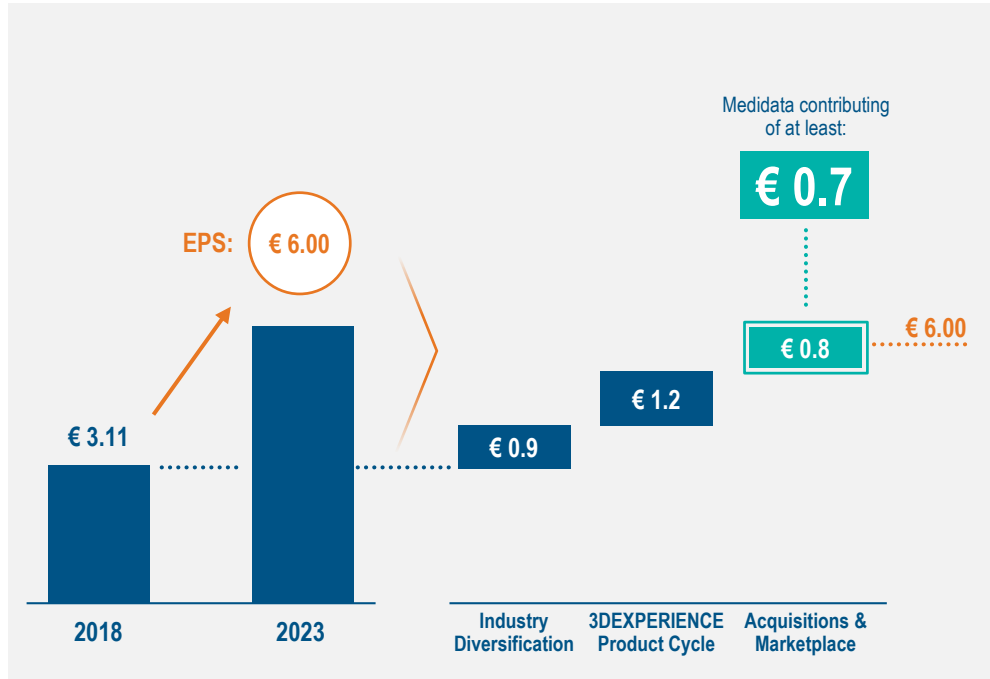 Medidata contributing
of at least:
€ 0.7
EPS:
€ 6.00
€ 6.00
€ 0.8
€ 1.2
€ 3.11
€ 0.9
2018
2023
Industry
Diversification
3DEXPERIENCE
Product Cycle
Acquisitions &
Marketplace